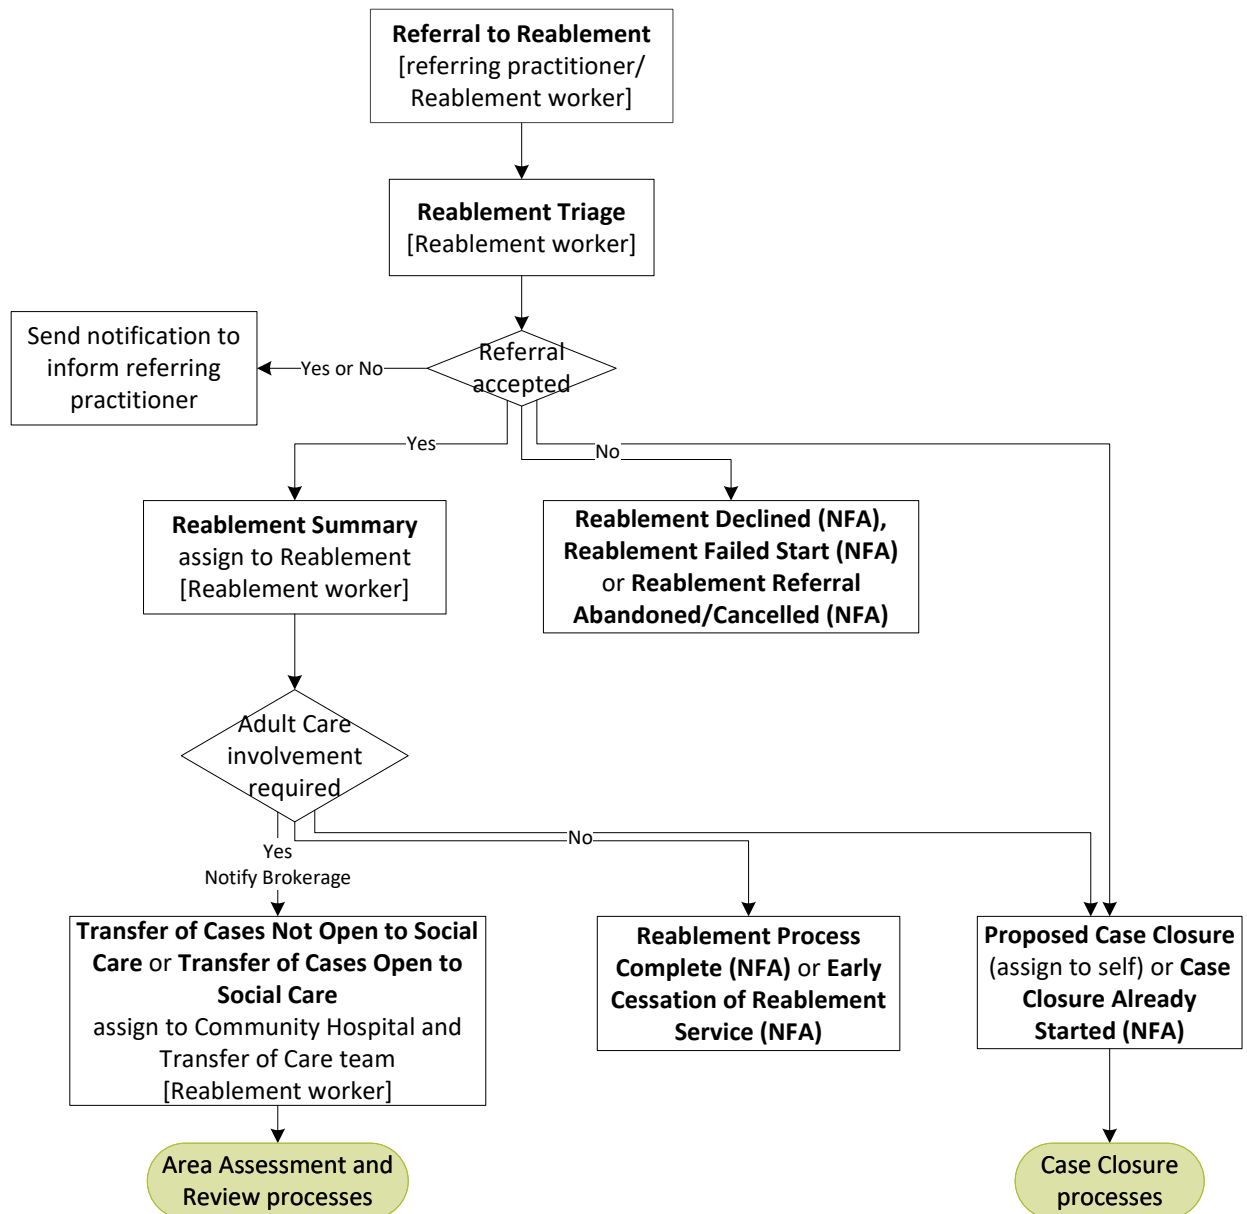 Referral to Reablement
[referring practitioner/
Reablement worker]
Reablement Triage
[Reablement worker]
Send notification to
inform referring
practitioner
Yes or No
Referral
accepted
Yes
No
Reablement Summary
assign to Reablement
[Reablement worker]
Reablement Declined (NFA),
Reablement Failed Start (NFA)
or Reablement Referral
Abandoned/Cancelled (NFA)
Adult Care
involvement
required
Yes
Notify Brokerage
No
Transfer of Cases Not Open to Social
Care or Transfer of Cases Open to
Social Care
assign to Community Hospital and
Transfer of Care team
[Reablement worker]
Reablement Process
Complete (NFA) or Early
Cessation of Reablement
Service (NFA)
Proposed Case Closure
(assign to self) or Case
Closure Already
Started (NFA)
Area Assessment and
Review processes
Case Closure
processes